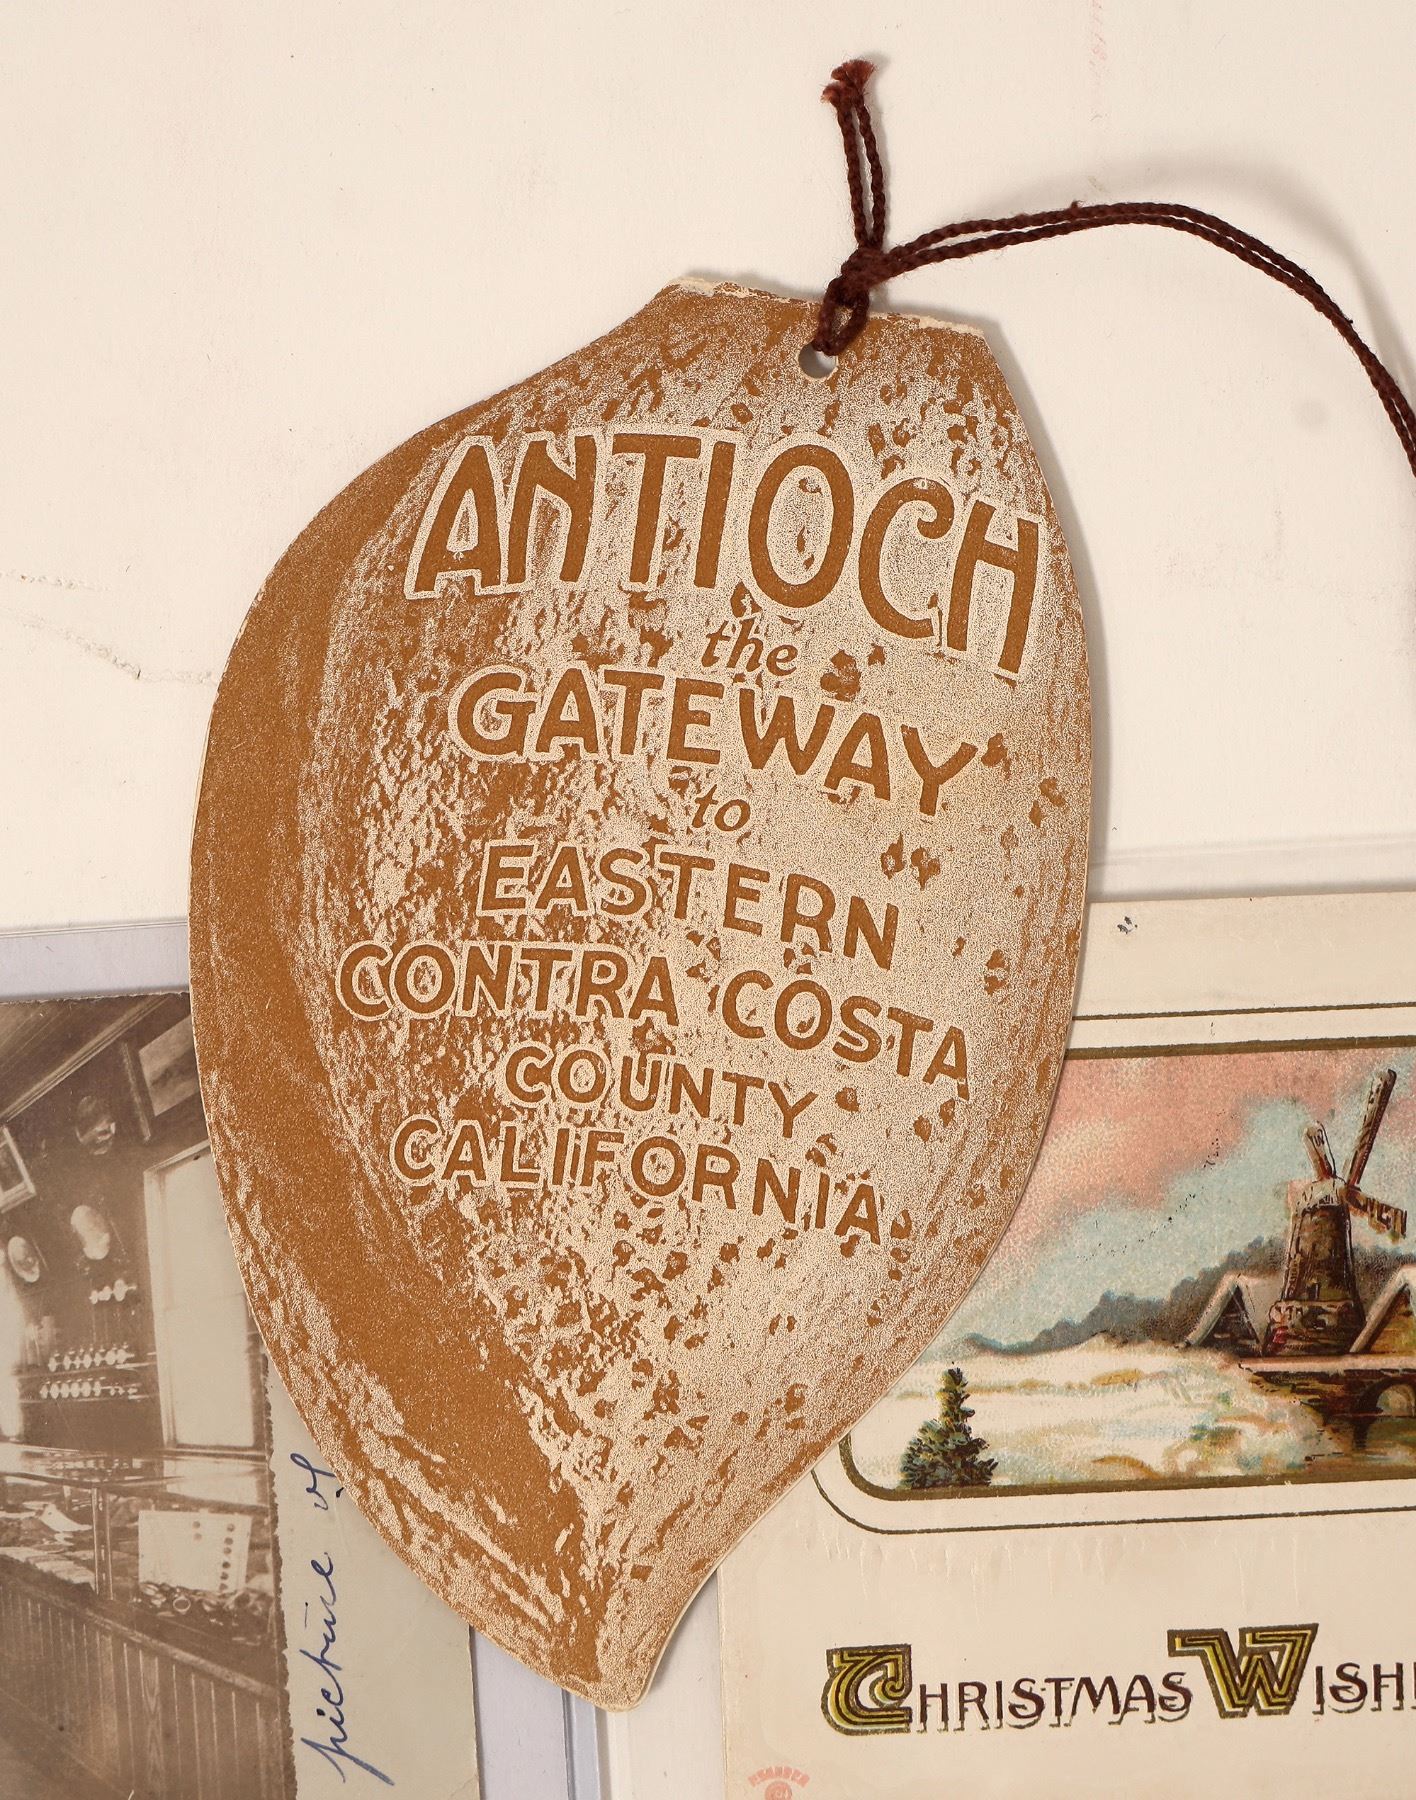 ANTIOCH
the
GATEWAY
to
EASTERN
CONTRA COSTA
COUNTY
CALIFORNIA
picture of
CHRISTMAS WISH